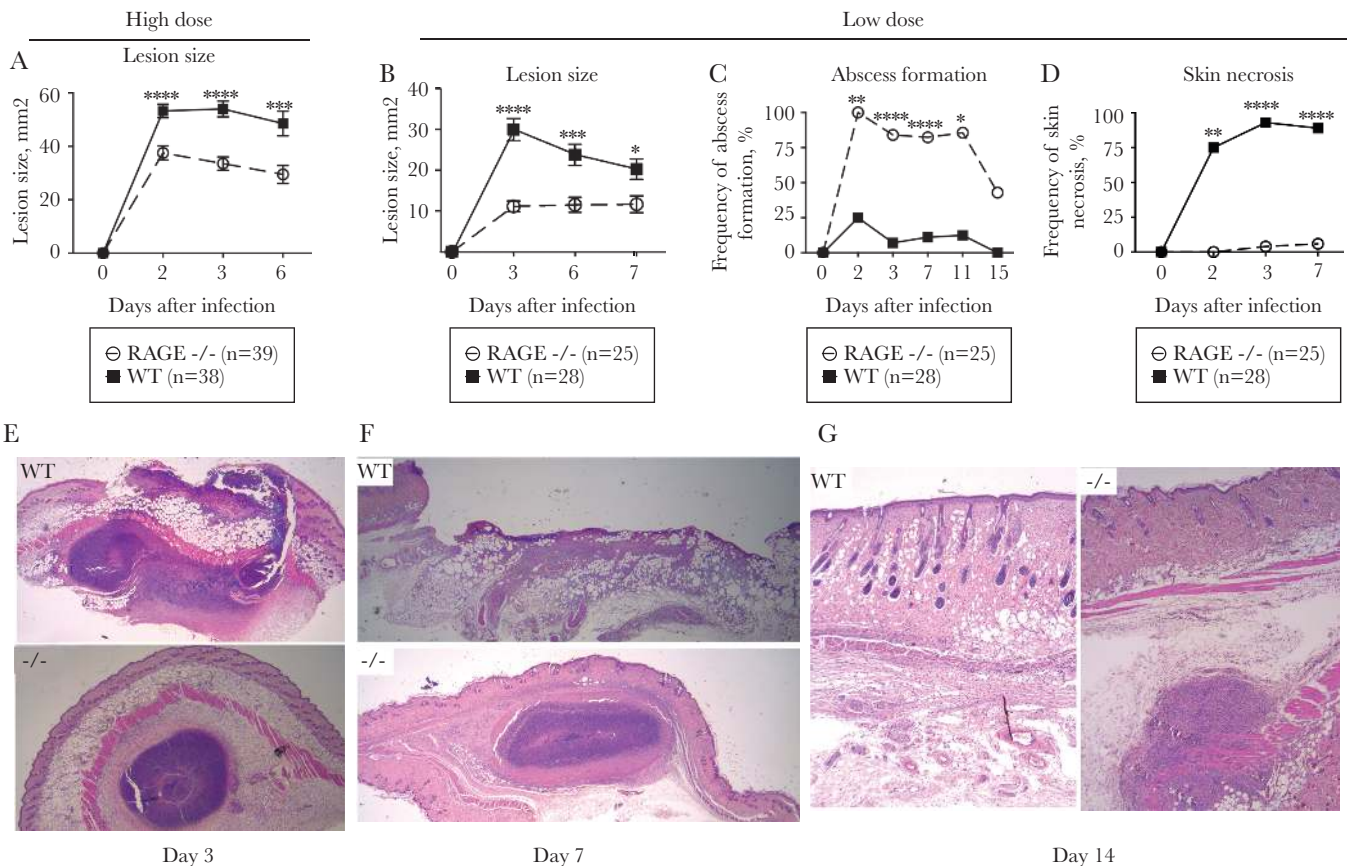 High dose
Low dose
A
Lesion size
Lesion size, mm2
60
40
20
0
****
****
***
0 2 3 6
Days after infection
RAGE -/- (n=39)
WT (n=38)
B
Lesion size
Lesion size, mm2
40
30
20
10
****
***
*
0 3 6 7
Days after infection
RAGE -/- (n=25)
WT (n=28)
C
Abscess formation
Frequency of abscess
formation, %
100
75
50
25
0
**
****
****
*
0 2 3 7 11 15
Days after infection
RAGE -/- (n=25)
WT (n=28)
D
Skin necrosis
Frequency of skin
necrosis, %
100
75
50
25
0
**
****
****
0 2 3 7
Days after infection
RAGE -/- (n=25)
WT (n=28)
E
WT
-/-
Day 3
F
WT
-/-
Day 7
G
WT
-/-
Day 14